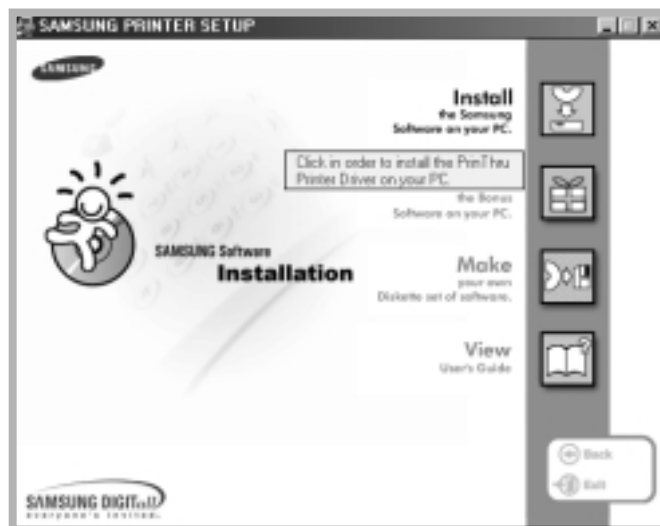 SAMSUNG PRINTER SETUP
SAMSUNG
Install
the Samsung
Software on your PC.
Click in order to install the PrinThru
Printer Driver on your PC.
the Bonus
Software on your PC.
SAMSUNG Software
Installation
Make
your own
Diskette set of software.
View
User's Guide
Back
Exit
SAMSUNG DIGITall
everyone's invited.